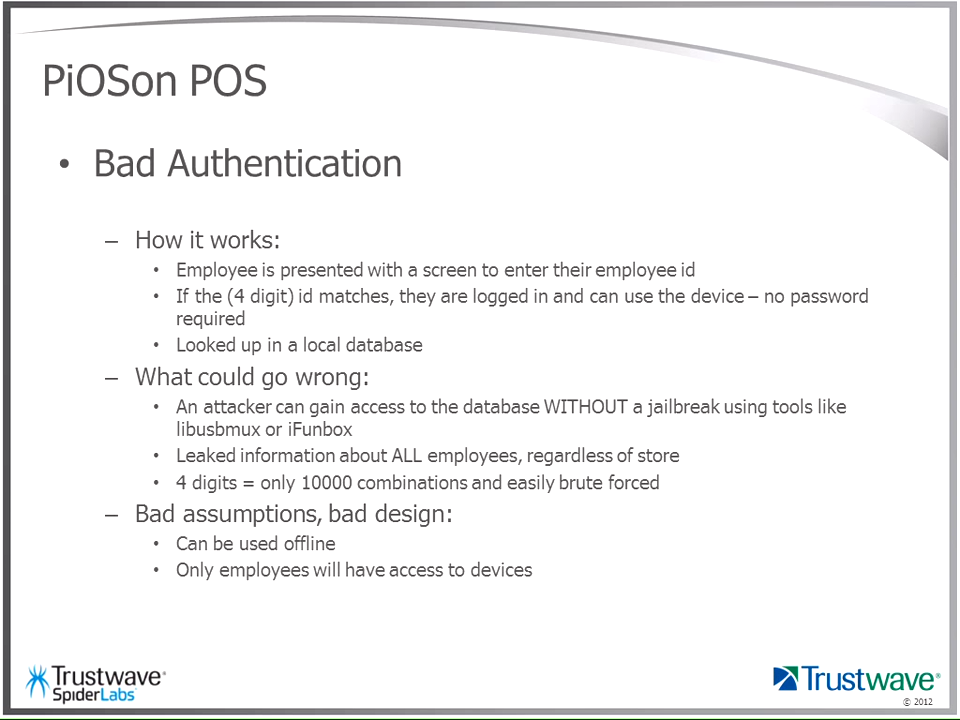 PiOSon POS
• Bad Authentication
– How it works:
• Employee is presented with a screen to enter their employee id
• If the (4 digit) id matches, they are logged in and can use the device – no password
required
• Looked up in a local database
– What could go wrong:
• An attacker can gain access to the database WITHOUT a jailbreak using tools like
libusbmux or iFunbox
• Leaked information about ALL employees, regardless of store
• 4 digits = only 10000 combinations and easily brute forced
– Bad assumptions, bad design:
• Can be used offline
• Only employees will have access to devices
Trustwave®
SpiderLabs®
Trustwave®
© 2012